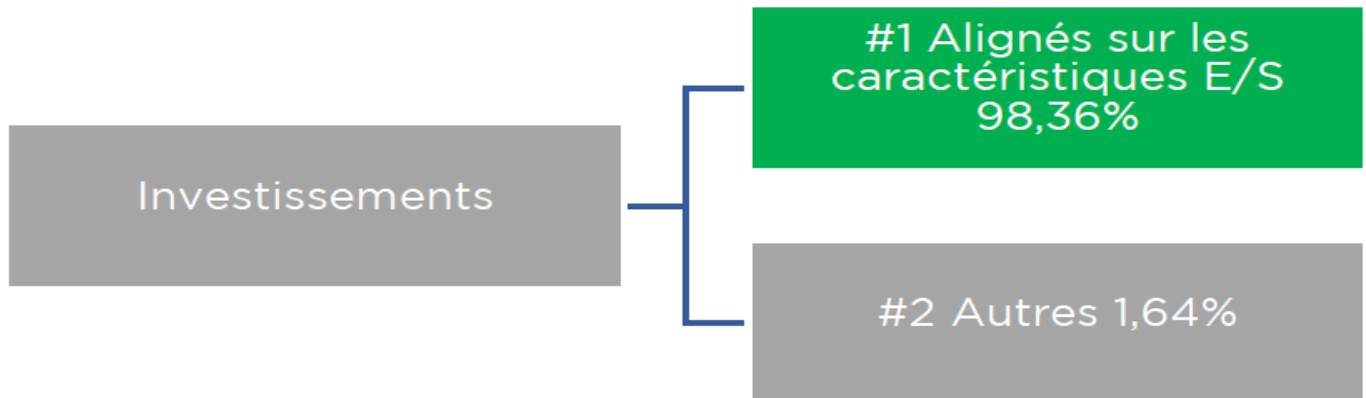 #1 Alignés sur les
caractéristiques E/S
98,36%
Investissements
#2 Autres 1,64%